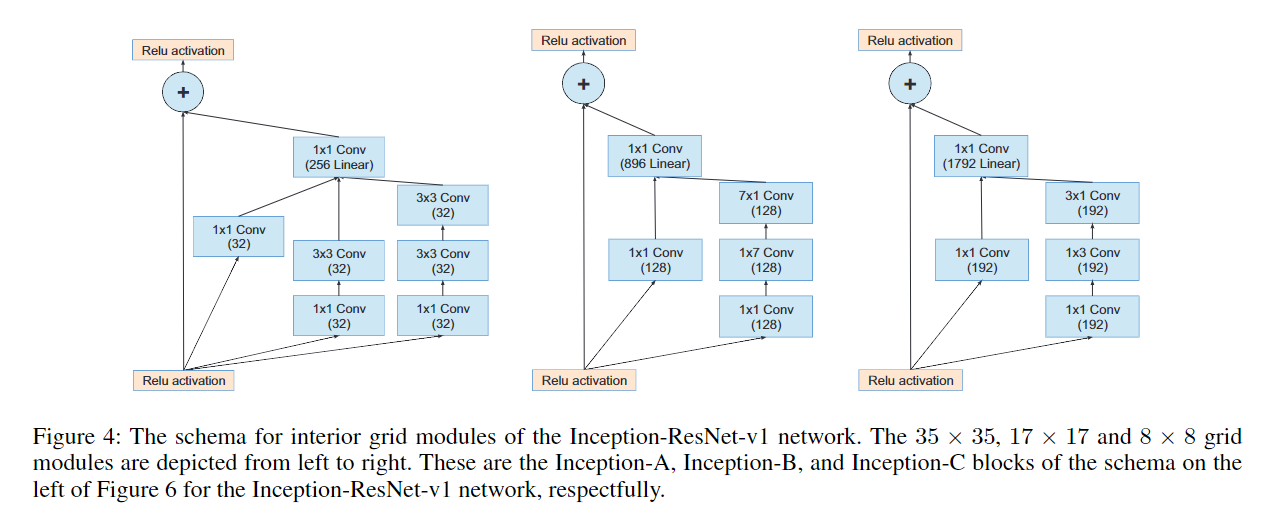 Relu activation
+
1x1 Conv
(256 Linear)
3x3 Conv
(32)
1x1 Conv
(32)
3x3 Conv
(32)
3x3 Conv
(32)
1x1 Conv
(32)
1x1 Conv
(32)
Relu activation
Relu activation
+
1x1 Conv
(896 Linear)
7x1 Conv
(128)
1x1 Conv
(128)
1x7 Conv
(128)
1x1 Conv
(128)
Relu activation
Relu activation
+
1x1 Conv
(1792 Linear)
3x1 Conv
(192)
1x1 Conv
(192)
1x3 Conv
(192)
1x1 Conv
(192)
Relu activation
Figure 4: The schema for interior grid modules of the Inception-ResNet-v1 network. The 35 × 35, 17 × 17 and 8 × 8 grid
modules are depicted from left to right. These are the Inception-A, Inception-B, and Inception-C blocks of the schema on the
left of Figure 6 for the Inception-ResNet-v1 network, respectfully.